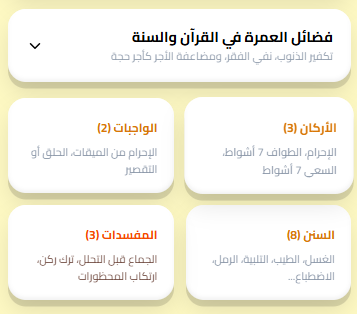 فضائل العمرة في القرآن والسنة
تكفير الذنوب، نفي الفقر، ومضاعفة الأجر كأجر حجة
الأركان (3)
الإحرام، الطواف 7 أشواط،
السعي 7 أشواط
الواجبات (2)
الإحرام من الميقات، الحلق أو
التقصير
السنن (8)
الغسل، الطيب، التلبية، الرمل،
الاضطباع...
المفسدات (3)
الجماع قبل التحلل، ترك ركن،
ارتكاب المحظورات